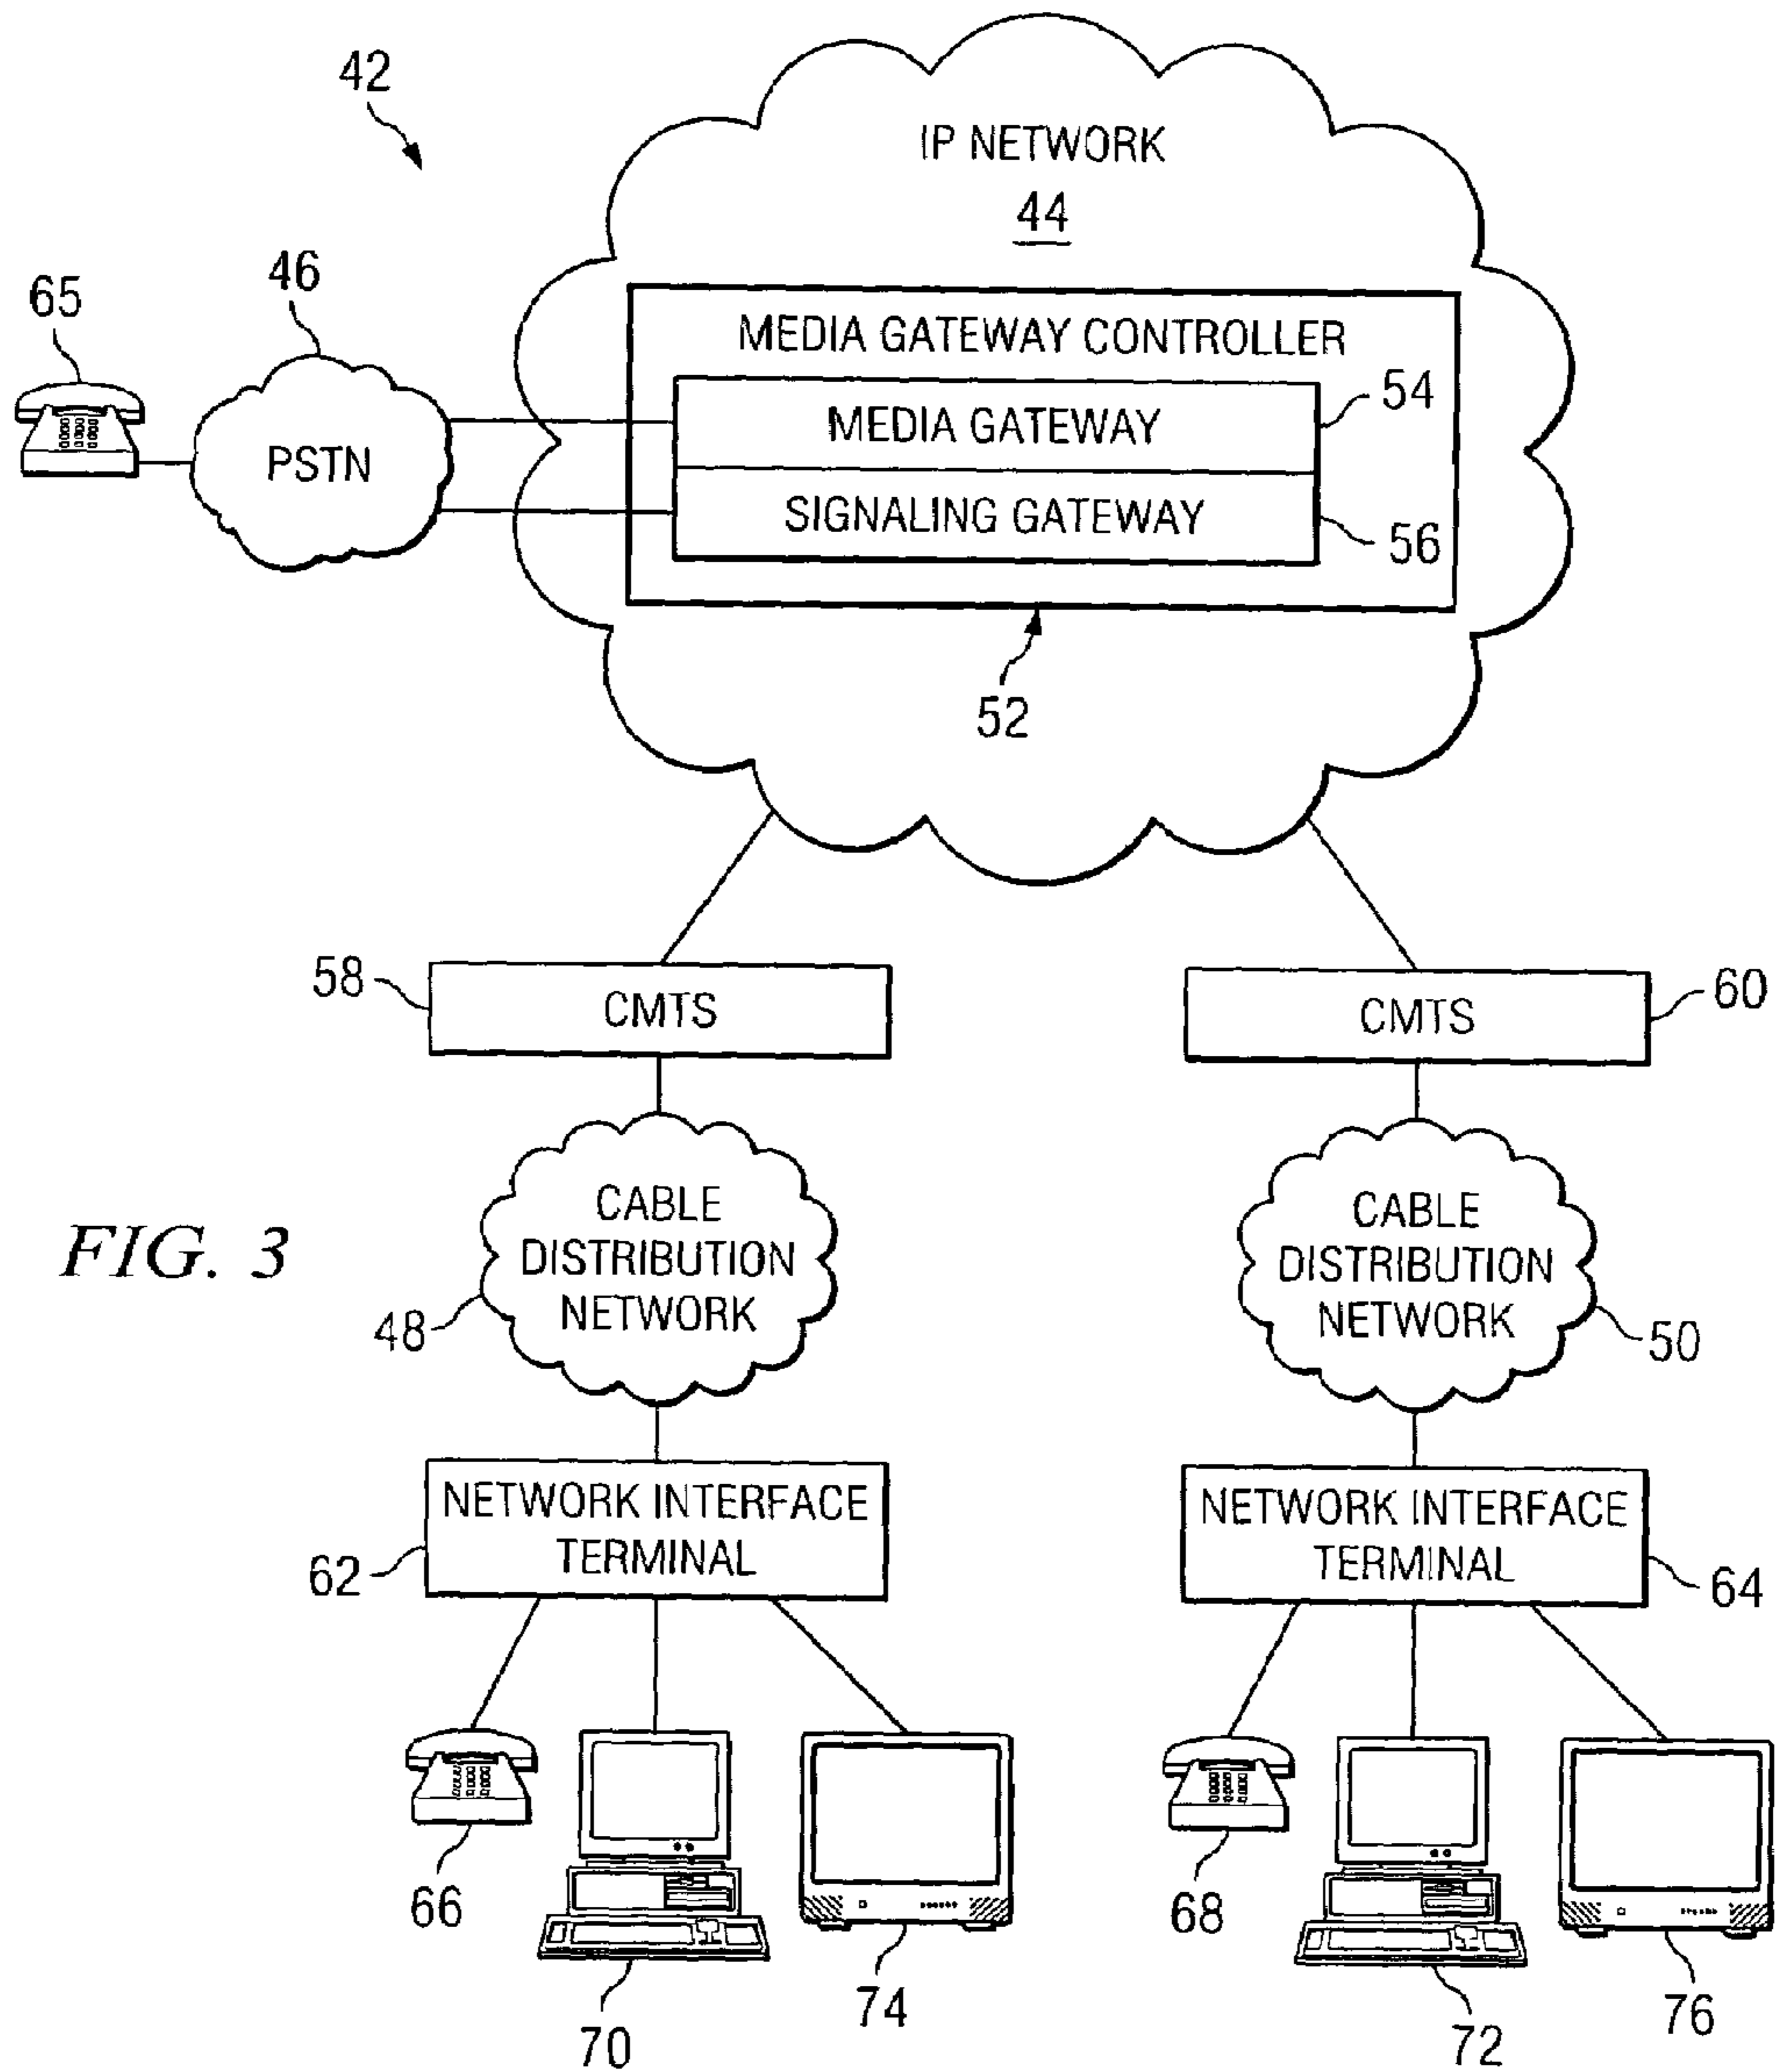 42
IP NETWORK
44
65
46
MEDIA GATEWAY CONTROLLER
PSTN
MEDIA GATEWAY
54
SIGNALING GATEWAY
56
52
58
CMTS
CMTS
60
FIG. 3
CABLE
DISTRIBUTION
NETWORK
48
CABLE
DISTRIBUTION
NETWORK
50
NETWORK INTERFACE
TERMINAL
62
NETWORK INTERFACE
TERMINAL
64
66
70
74
68
72
76